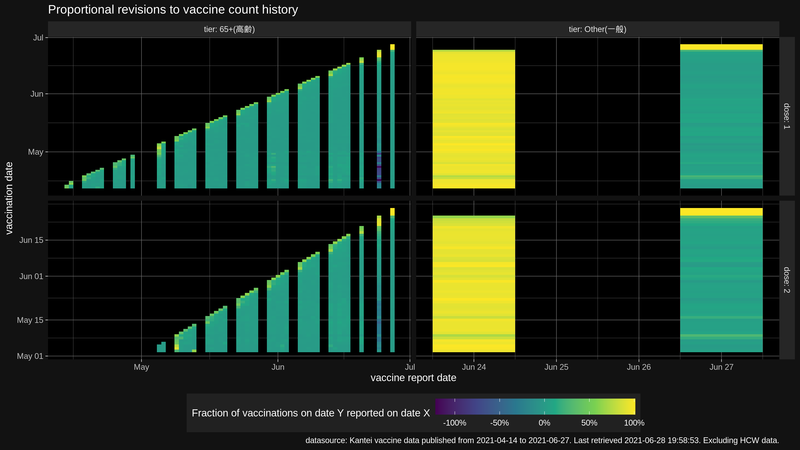 Proportional revisions to vaccine count history
tier: 65+(高齢)
tier: Other(一般)
Jul
Jun
May
dose: 1
vaccination date
Jun 15
Jun 01
May 15
May 01
dose: 2
May
Jun
Jul
Jun 24
Jun 25
Jun 26
Jun 27
vaccine report date
Fraction of vaccinations on date Y reported on date X
-100%
-50%
0%
50%
100%
datasource: Kantei vaccine data published from 2021-04-14 to 2021-06-27. Last retrieved 2021-06-28 19:58:53. Excluding HCW data.